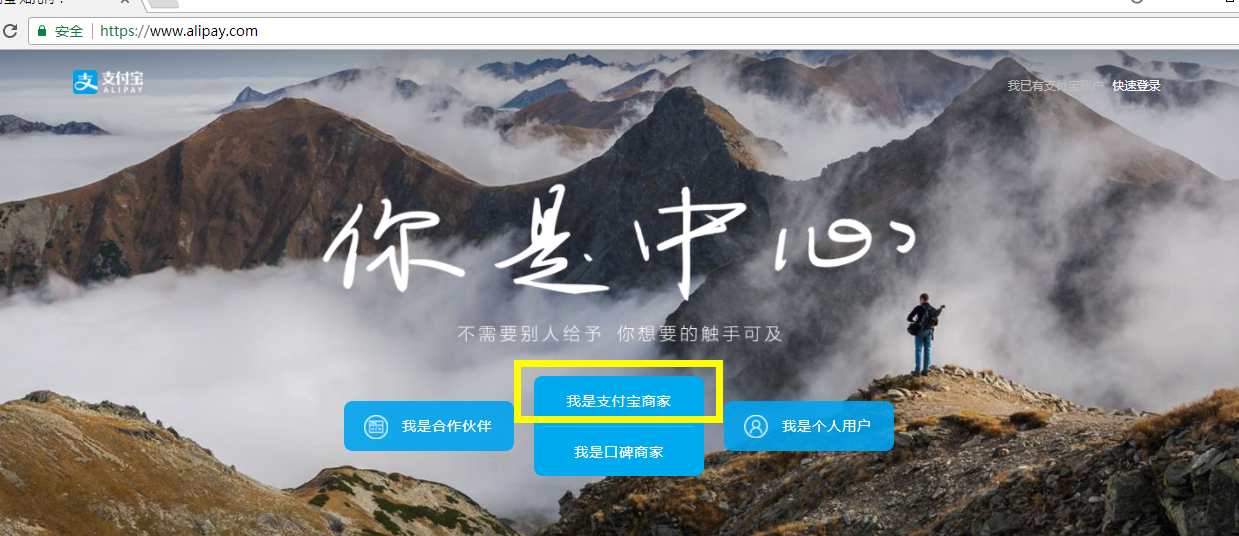 安全 https://www.alipay.com
支付宝
ALIPAY
我已有支付宝账户 快速登录
你是中心
不需要别人给予 你想要的触手可及
我是支付宝商家
我是合作伙伴
我是个人用户
我是口碑商家